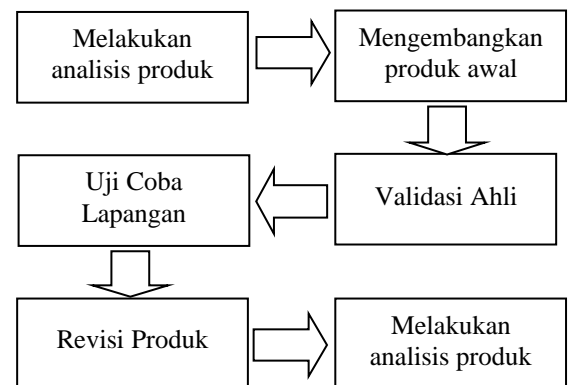 Melakukan
analisis produk
Mengembangkan
produk awal
Validasi Ahli
Uji Coba
Lapangan
Revisi Produk
Melakukan
analisis produk